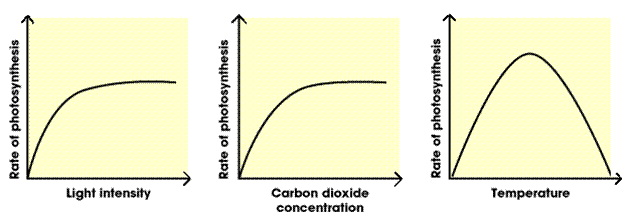 Rate of photosynthesis
Light intensity
Rate of photosynthesis
Carbon dioxide
concentration
Rate of photosynthesis
Temperature